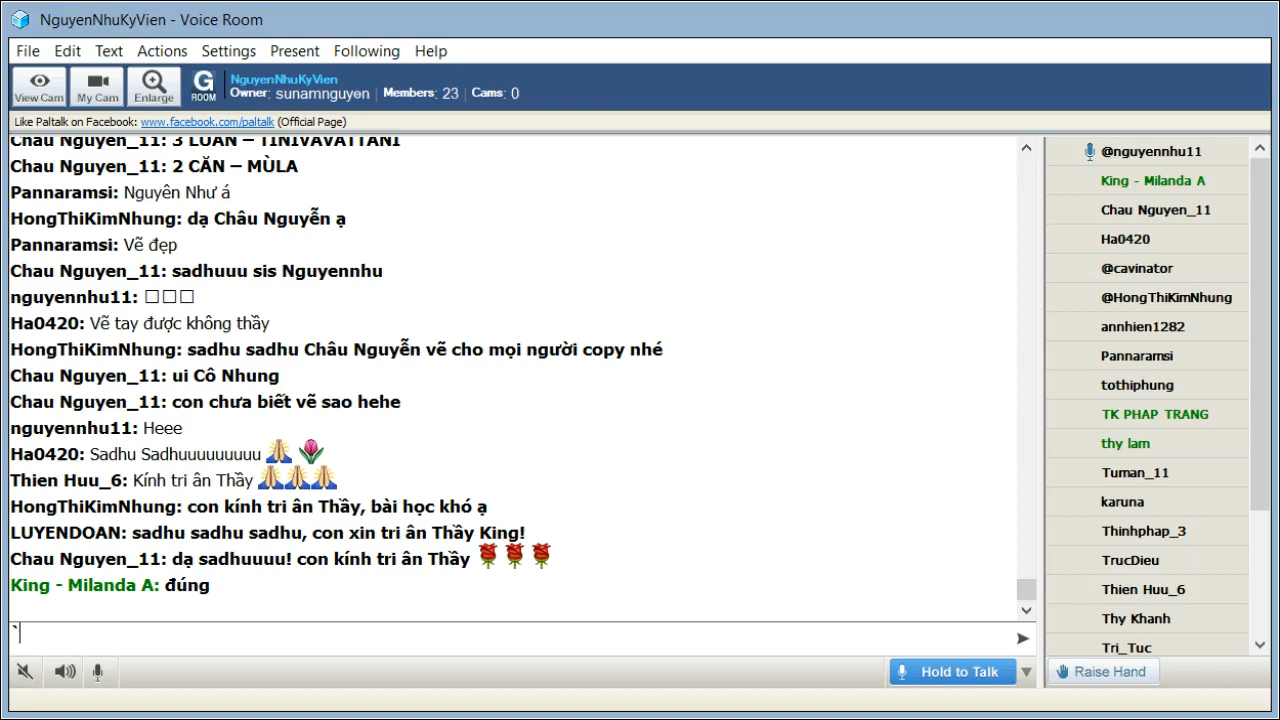 NguyenNhuKyVien - Voice Room
File Edit Text Actions Settings Present Following Help
View Cam My Cam Enlarge G ROOM NguyenNhuKyVien
Owner: sunamnguyen Members: 23 Cams: 0
Like Paltalk on Facebook: www.facebook.com/paltalk (Official Page)
Chau Nguyen_11: 3 LUÂN – TĪNIVAVAṬṬĀNI
Chau Nguyen_11: 2 CĂN – MÙLA
Pannaramsi: Nguyên Như á
HongThiKimNhung: dạ Châu Nguyễn ạ
Pannaramsi: Vẽ đẹp
Chau Nguyen_11: sadhuuu sis Nguyennhu
nguyennhu11: □□□
Ha0420: Vẽ tay được không thầy
HongThiKimNhung: sadhu sadhu Châu Nguyễn vẽ cho mọi người copy nhé
Chau Nguyen_11: ui Cô Nhung
Chau Nguyen_11: con chưa biết vẽ sao hehe
nguyennhu11: Heee
Ha0420: Sadhu Sadhuuuuuuuuu 🙏 🌷
Thien Huu_6: Kính tri ân Thầy 🙏🙏🙏
HongThiKimNhung: con kính tri ân Thầy, bài học khó ạ
LUYENDOAN: sadhu sadhu sadhu, con xin tri ân Thầy King!
Chau Nguyen_11: dạ sadhuuuu! con kính tri ân Thầy 🌹🌹🌹
King - Milanda A: đúng
`
Hold to Talk
@nguyennhu11
King - Milanda A
Chau Nguyen_11
Ha0420
@cavinator
@HongThiKimNhung
annhien1282
Pannaramsi
tothiphung
TK PHAP TRANG
thy lam
Tuman_11
karuna
Thinhphap_3
TrucDieu
Thien Huu_6
Thy Khanh
Tri_Tuc
Raise Hand